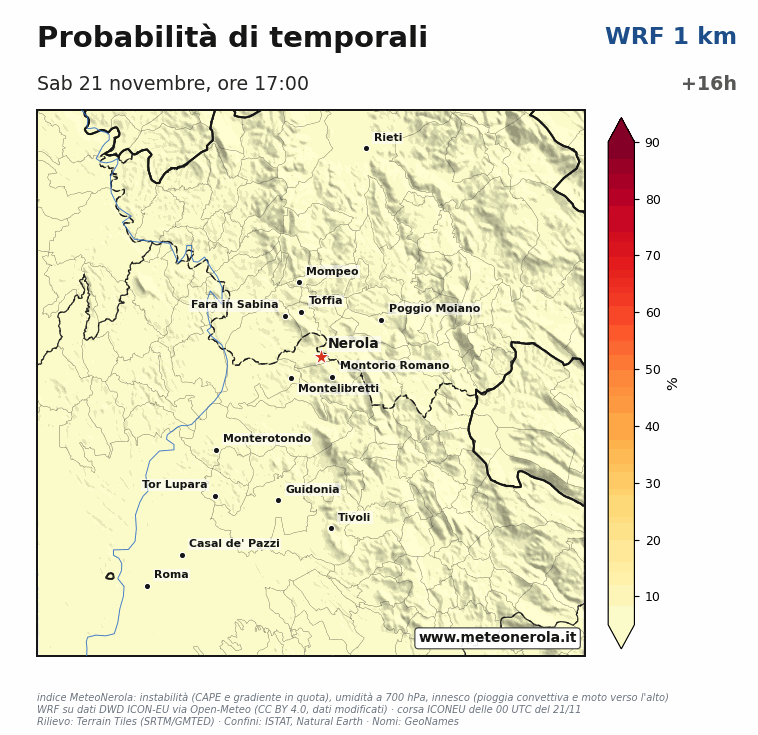 Probabilità di temporali
WRF 1 km
Sab 21 novembre, ore 17:00
+16h
Rieti
Mompeo
Toffia
Fara in Sabina
Poggio Moiano
Nerola
Montorio Romano
Montelibretti
Monterotondo
Tor Lupara
Guidonia
Tivoli
Casal de' Pazzi
Roma
www.meteonerola.it
90
80
70
60
50
40
30
20
10
%
indice MeteoNerola: instabilità (CAPE e gradiente in quota), umidità a 700 hPa, innesco (pioggia convettiva e moto verso l'alto)
WRF su dati DWD ICON-EU via Open-Meteo (CC BY 4.0, dati modificati) · corsa ICONEU delle 00 UTC del 21/11
Rilievo: Terrain Tiles (SRTM/GMTED) · Confini: ISTAT, Natural Earth · Nomi: GeoNames